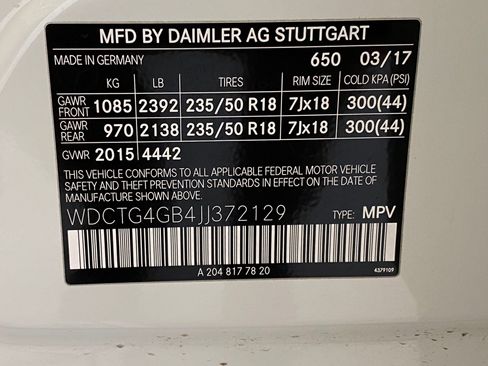 MFD BY DAIMLER AG STUTTGART
MADE IN GERMANY 650 03/17
KG LB TIRES RIM SIZE COLD KPA (PSI)
GAWR FRONT 1085 2392 235/50 R18 7Jx18 300(44)
GAWR REAR 970 2138 235/50 R18 7Jx18 300(44)
GVWR 2015 4442
THIS VEHICLE CONFORMS TO ALL APPLICABLE FEDERAL MOTOR VEHICLE
SAFETY AND THEFT PREVENTION STANDARDS IN EFFECT ON THE DATE OF
MANUFACTURE SHOWN ABOVE.
WDCTG4GB4JJ372129 TYPE: MPV
A 204 817 78 20 4379109